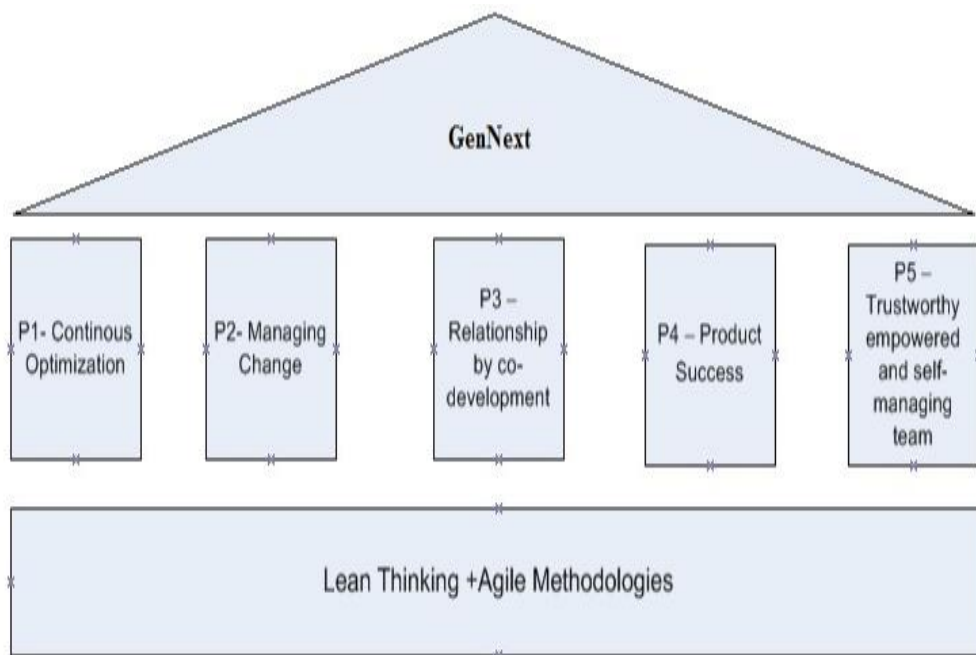 GenNext
P1- Continous
Optimization
P2- Managing
Change
P3 –
Relationship
by co-
development
P4 – Product
Success
P5 –
Trustworthy
empowered
and self-
managing
team
Lean Thinking +Agile Methodologies